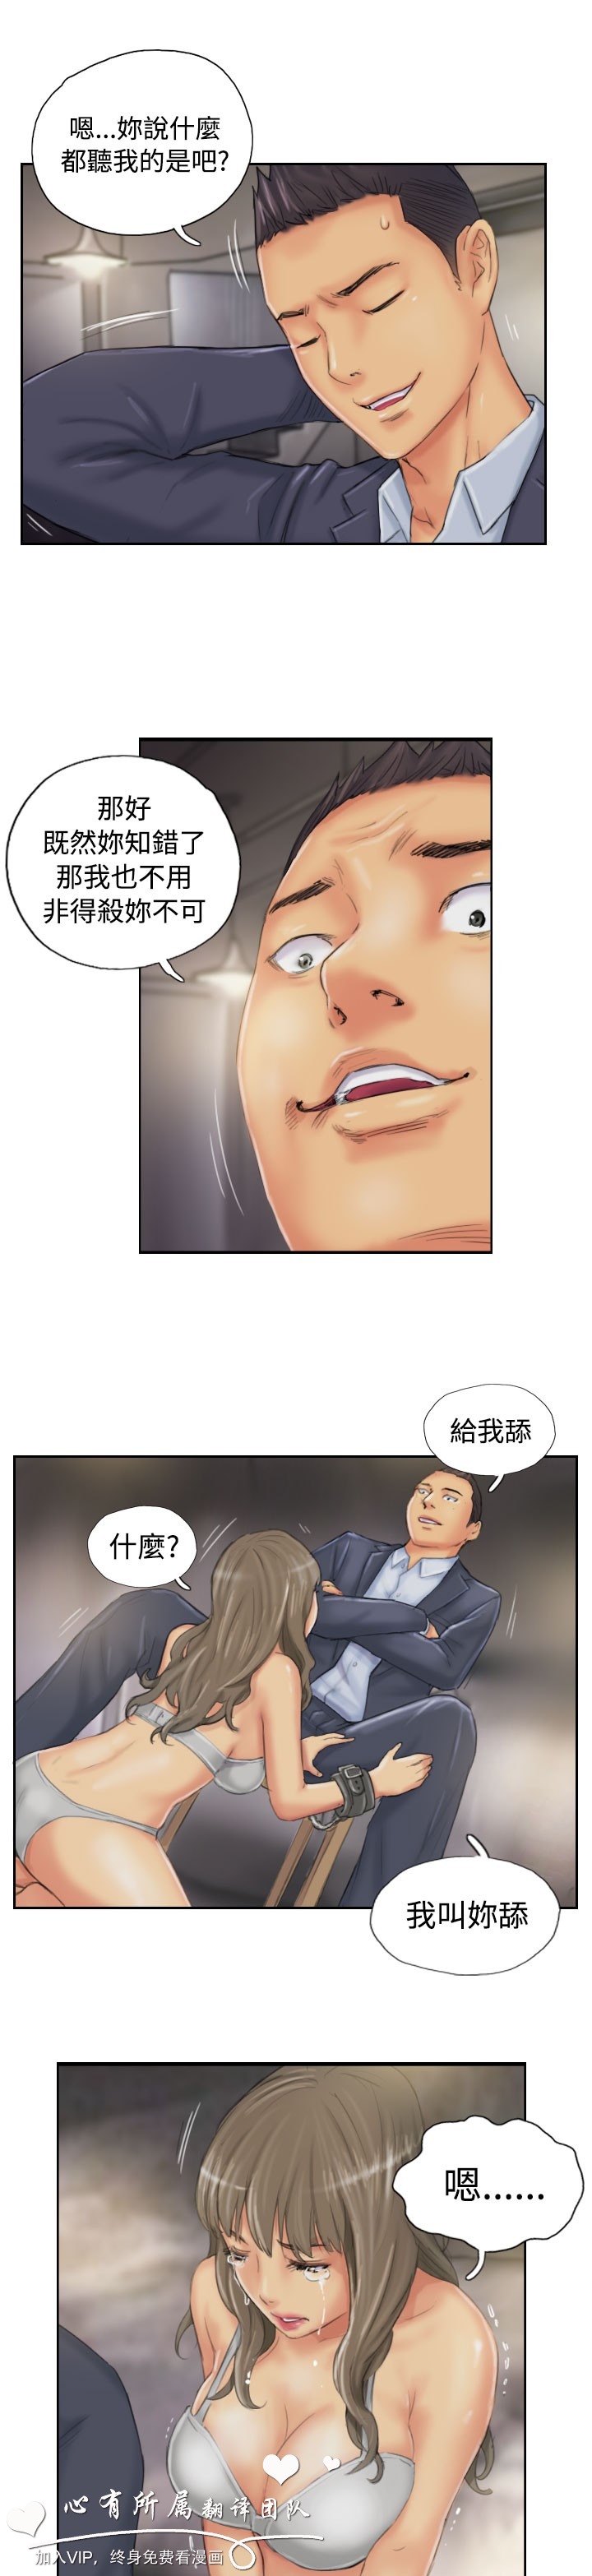 嗯...妳說什麼
都聽我的是吧?
那好
既然妳知錯了
那我也不用
非得殺妳不可
給我舔
什麼?
我叫妳舔
嗯......
心有所属翻译团队
加入VIP，终身免费看漫画